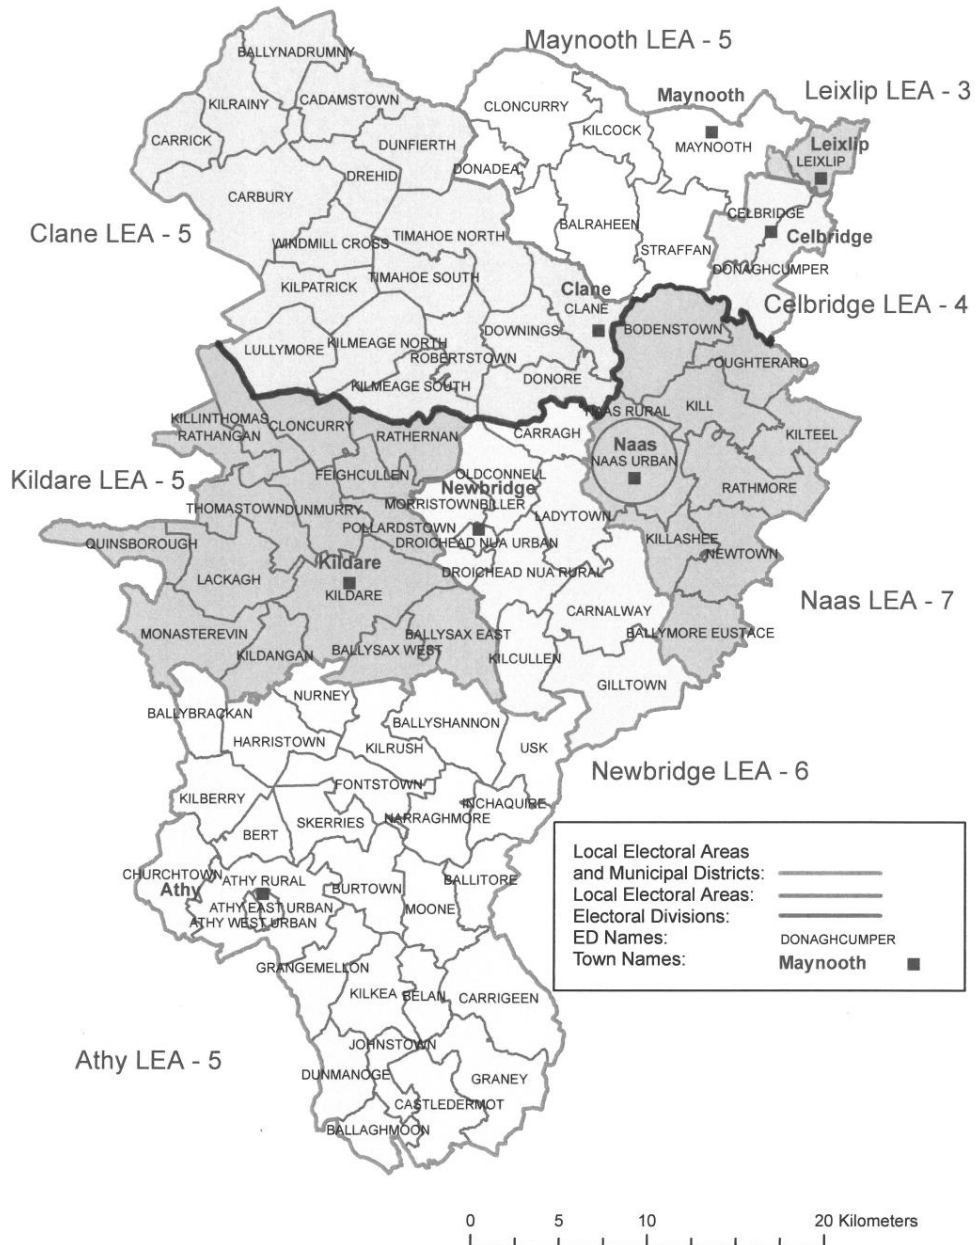 Maynooth LEA - 5
Leixlip LEA - 3
BALLYNADRUMNY
KILRAINY
CADAMSTOWN
CLONCURRY
Maynooth
KILCOCK
MAYNOOTH
Leixlip
LEIXLIP
CARRICK
DUNFIERTH
DONADEA
DREHID
CARBURY
Clane LEA - 5
WINDMILL CROSS
TIMAHOE NORTH
BALRAHEEN
STRAFFAN
CELBRIDGE
Celbridge
DONAGHCUMPER
Celbridge LEA - 4
KILPATRICK
TIMAHOE SOUTH
Clane
CLANE
DOWNINGS
BODENSTOWN
LULLYMORE
KILMEAGE NORTH
ROBERTSTOWN
OUGHTERARD
KILMEAGE SOUTH
DONORE
KILLINTHOMAS
RATHANGAN
CLONCURRY
RATHERNAN
CARRAGH
NAAS RURAL
KILL
KILTEEL
Naas
NAAS URBAN
Kildare LEA - 5
FEIGHCULLEN
OLDCONNELL
Newbridge
RATHMORE
THOMASTOWN
DUNMURRY
MORRISTOWNBILLER
LADYTOWN
POLLARDSTOWN
DROICHEAD NUA URBAN
KILLASHEE
NEWTOWN
QUINSBOROUGH
LACKAGH
Kildare
KILDARE
DROICHEAD NUA RURAL
CARNALWAY
Naas LEA - 7
MONASTEREVIN
KILDANGAN
BALLYSAX WEST
BALLYSAX EAST
KILCULLEN
BALLYMORE EUSTACE
GILLTOWN
BALLYBRACKAN
NURNEY
HARRISTOWN
BALLYSHANNON
KILRUSH
USK
Newbridge LEA - 6
KILBERRY
FONTSTOWN
INCHAQUIRE
BERT
SKERRIES
NARRAGHMORE
CHURCHTOWN
Athy
ATHY RURAL
ATHY EAST URBAN
ATHY WEST URBAN
BURTOWN
MOONE
BALLITORE
GRANGEMELLON
KILKEA
BELAN
CARRIGEEN
Athy LEA - 5
JOHNSTOWN
DUNMANOGE
GRANEY
CASTLEDERMOT
BALLAGHMOON
Local Electoral Areas
and Municipal Districts:
Local Electoral Areas:
Electoral Divisions:
ED Names: DONAGHCUMPER
Town Names: Maynooth
0 5 10 20 Kilometers